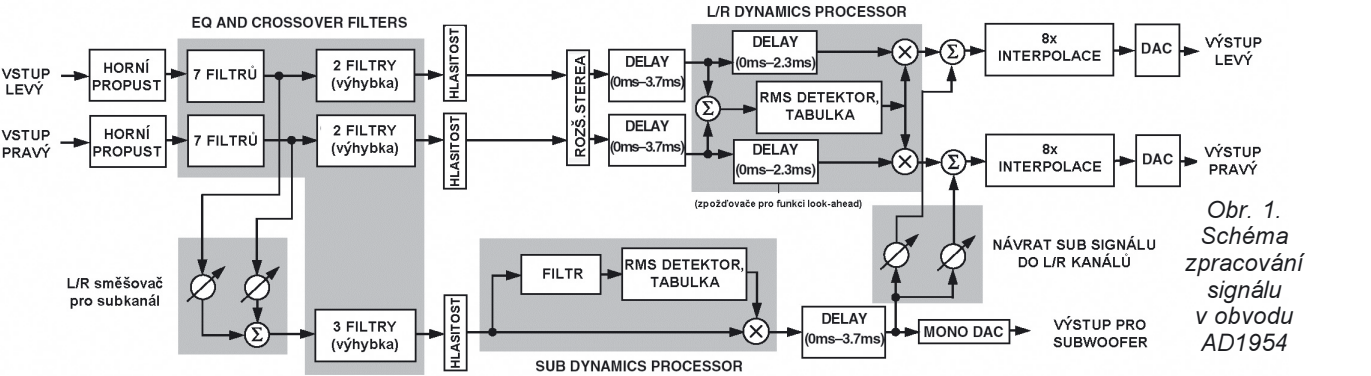 EQ AND CROSSOVER FILTERS
L/R DYNAMICS PROCESSOR
VSTUP
LEVÝ
HORNÍ
PROPUST
7 FILTRŮ
2 FILTRY
(výhybka)
HLASITOST
ROZŠ. STEREA
DELAY
(0ms–3.7ms)
DELAY
(0ms–2.3ms)
Σ
RMS DETEKTOR,
TABULKA
×
Σ
8x
INTERPOLACE
DAC
VÝSTUP
LEVÝ
VSTUP
PRAVÝ
HORNÍ
PROPUST
7 FILTRŮ
2 FILTRY
(výhybka)
HLASITOST
DELAY
(0ms–3.7ms)
DELAY
(0ms–2.3ms)
×
Σ
8x
INTERPOLACE
DAC
VÝSTUP
PRAVÝ
(zpožďovače pro funkci look-ahead)
L/R směšovač
pro subkanál
Σ
3 FILTRY
(výhybka)
HLASITOST
FILTR
RMS DETEKTOR,
TABULKA
×
SUB DYNAMICS PROCESSOR
DELAY
(0ms–3.7ms)
NÁVRAT SUB SIGNÁLU
DO L/R KANÁLŮ
MONO DAC
VÝSTUP PRO
SUBWOOFER
Obr. 1.
Schéma
zpracování
signálu
v obvodu
AD1954